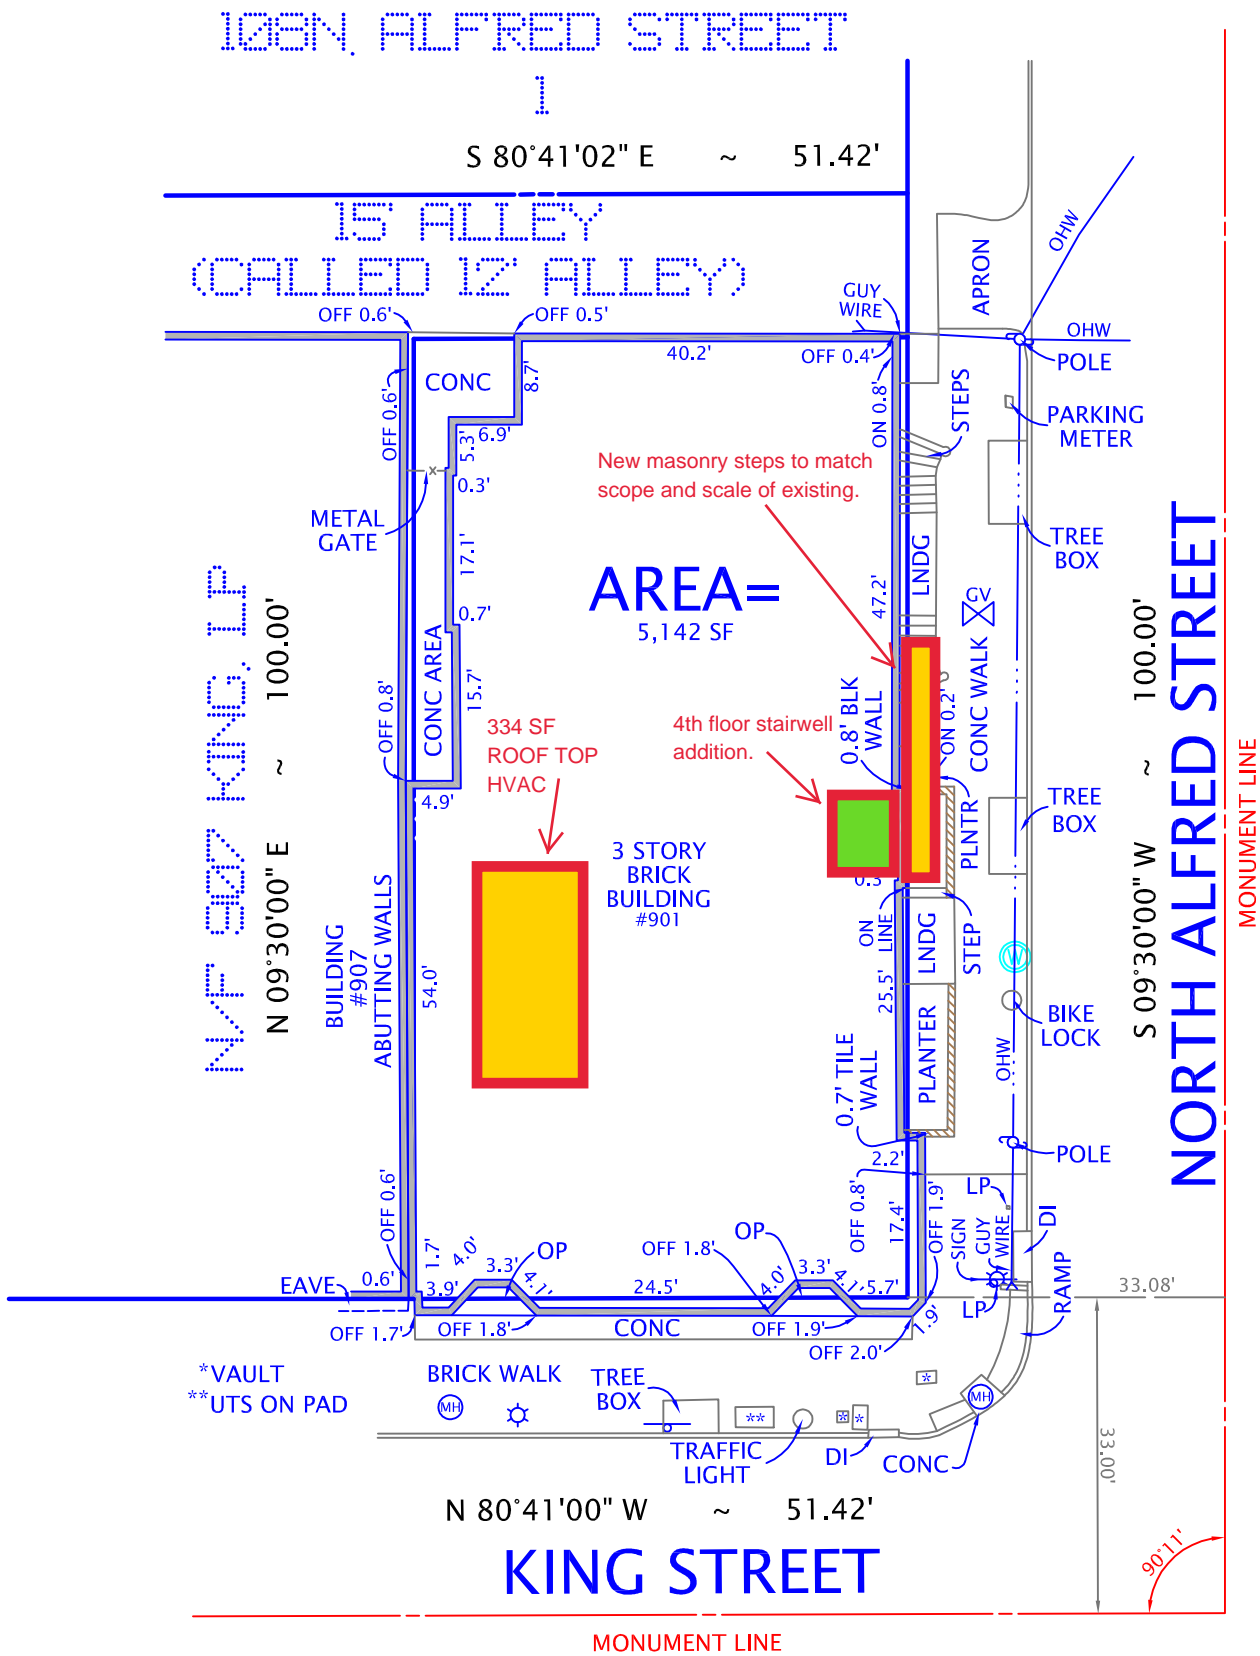 108N. ALFRED STREET
1
S 80°41'02" E ~ 51.42'
15' ALLEY
(CALLED 12' ALLEY)
OFF 0.6'
OFF 0.5'
GUY
WIRE
APRON
OHW
OHW
40.2'
OFF 0.4'
POLE
CONC
8.7'
OFF 0.6'
ON 0.8'
STEPS
PARKING
METER
6.9'
5.3'
0.3'
New masonry steps to match
scope and scale of existing.
METAL
GATE
17.1'
LNDG
TREE
BOX
AREA=
5,142 SF
47.2'
GV
0.7'
CONC AREA
15.7'
OFF 0.8'
N/F 907 KING, LP
N 09°30'00" E ~ 100.00'
334 SF
ROOF TOP
HVAC
4th floor stairwell
addition.
0.8' BLK
WALL
ON 0.2'
CONC WALK
PLNTR
4.9'
TREE
BOX
S 09°30'00" W ~ 100.00'
NORTH ALFRED STREET
MONUMENT LINE
3 STORY
BRICK
BUILDING
#901
0.3'
ON
LINE
LNDG
STEP
W
BUILDING
#907
ABUTTING WALLS
54.0'
25.5'
BIKE
LOCK
PLANTER
OHW
0.7' TILE
WALL
2.2'
POLE
OFF 0.6'
OFF 0.8'
17.4'
OFF 1.9'
LP
SIGN
GUY
WIRE
DI
RAMP
1.7'
4.0'
OP
OFF 1.8'
OP
EAVE
0.6'
3.9'
3.3'
4.1'
24.5'
4.0'
3.3'
4.1'
5.7'
LP
33.08'
OFF 1.7'
OFF 1.8'
CONC
OFF 1.9'
1.9'
OFF 2.0'
*VAULT
**UTS ON PAD
BRICK WALK
TREE
BOX
*
MH
MH
**
*
*
TRAFFIC
LIGHT
DI
CONC
33.00'
N 80°41'00" W ~ 51.42'
KING STREET
90°11'
MONUMENT LINE